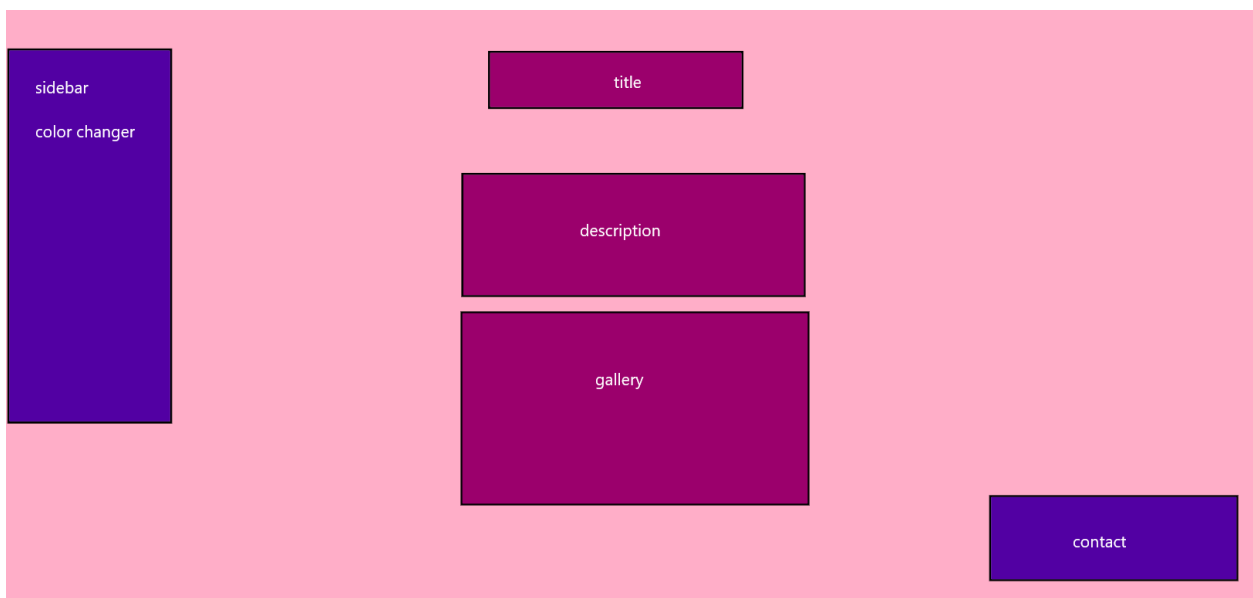 sidebar
color changer
title
description
gallery
contact